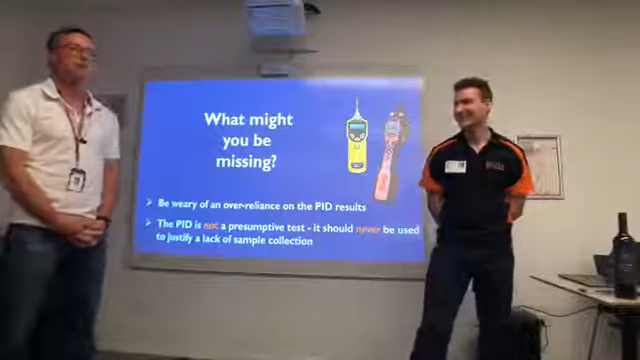 What might
you be
missing?
Be weary of an over-reliance on the PID results
The PID is not a presumptive test - it should never be used
to justify a lack of sample collection